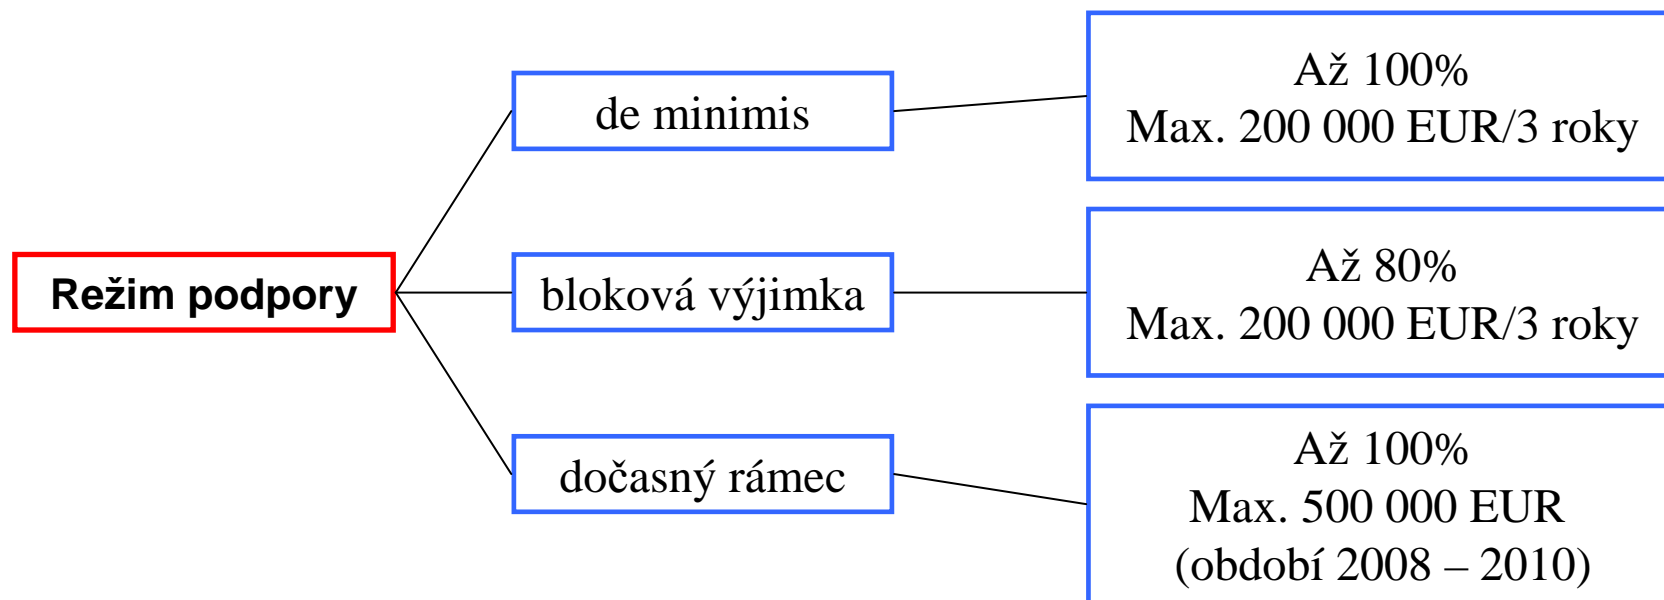 Režim podpory
de minimis
Až 100%
Max. 200 000 EUR/3 roky
bloková výjimka
Až 80%
Max. 200 000 EUR/3 roky
dočasný rámec
Až 100%
Max. 500 000 EUR
(období 2008 – 2010)